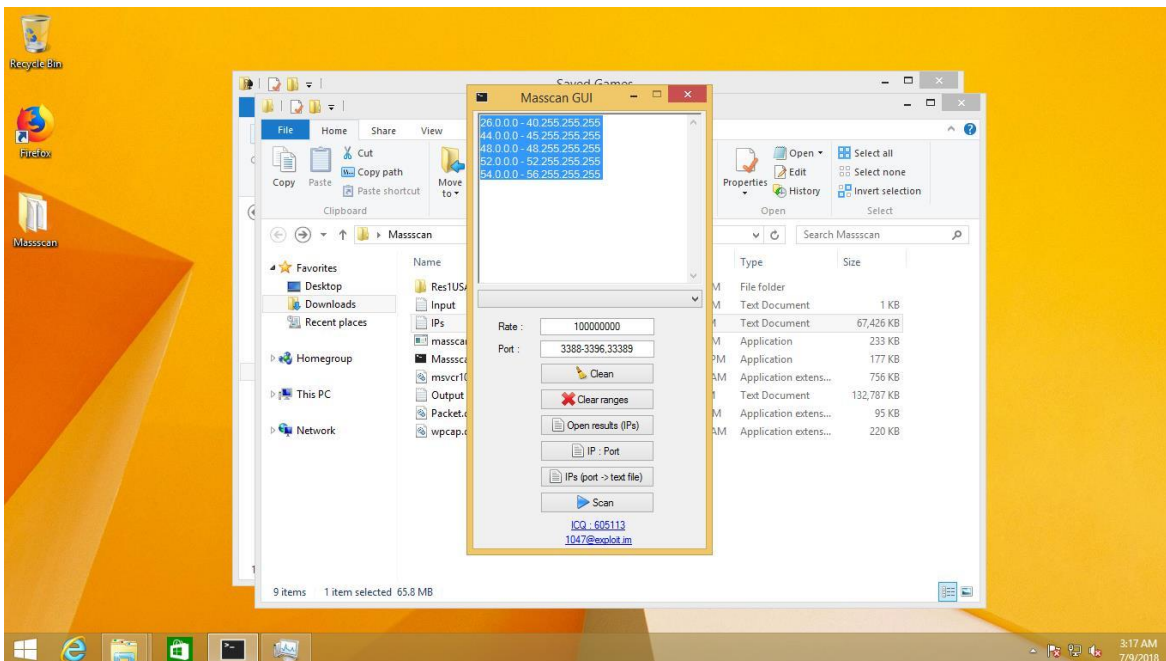 Recycle Bin
Firefox
Massscan
Saved Games
File Home Share View
Copy
Paste
Cut
Copy path
Paste shortcut
Move
to
Clipboard
Properties
Open
Edit
History
Open
Select all
Select none
Invert selection
Select
Massscan
Search Massscan
Favorites
Desktop
Downloads
Recent places
Homegroup
This PC
Network
Name Type Size
File folder
Input Text Document 1 KB
IPs Text Document 67,426 KB
Application 233 KB
Application 177 KB
Application extens... 756 KB
Output Text Document 132,787 KB
Application extens... 95 KB
Application extens... 220 KB
9 items 1 item selected 65.8 MB
Masscan GUI
26.0.0.0 - 40.255.255.255
44.0.0.0 - 45.255.255.255
48.0.0.0 - 48.255.255.255
52.0.0.0 - 52.255.255.255
54.0.0.0 - 56.255.255.255
Rate : 100000000
Port : 3388-3396,33389
Clean
Clear ranges
Open results (IPs)
IP : Port
IPs (port -> text file)
Scan
ICQ : 605113
1047@exploit.im
3:17 AM
7/9/2018